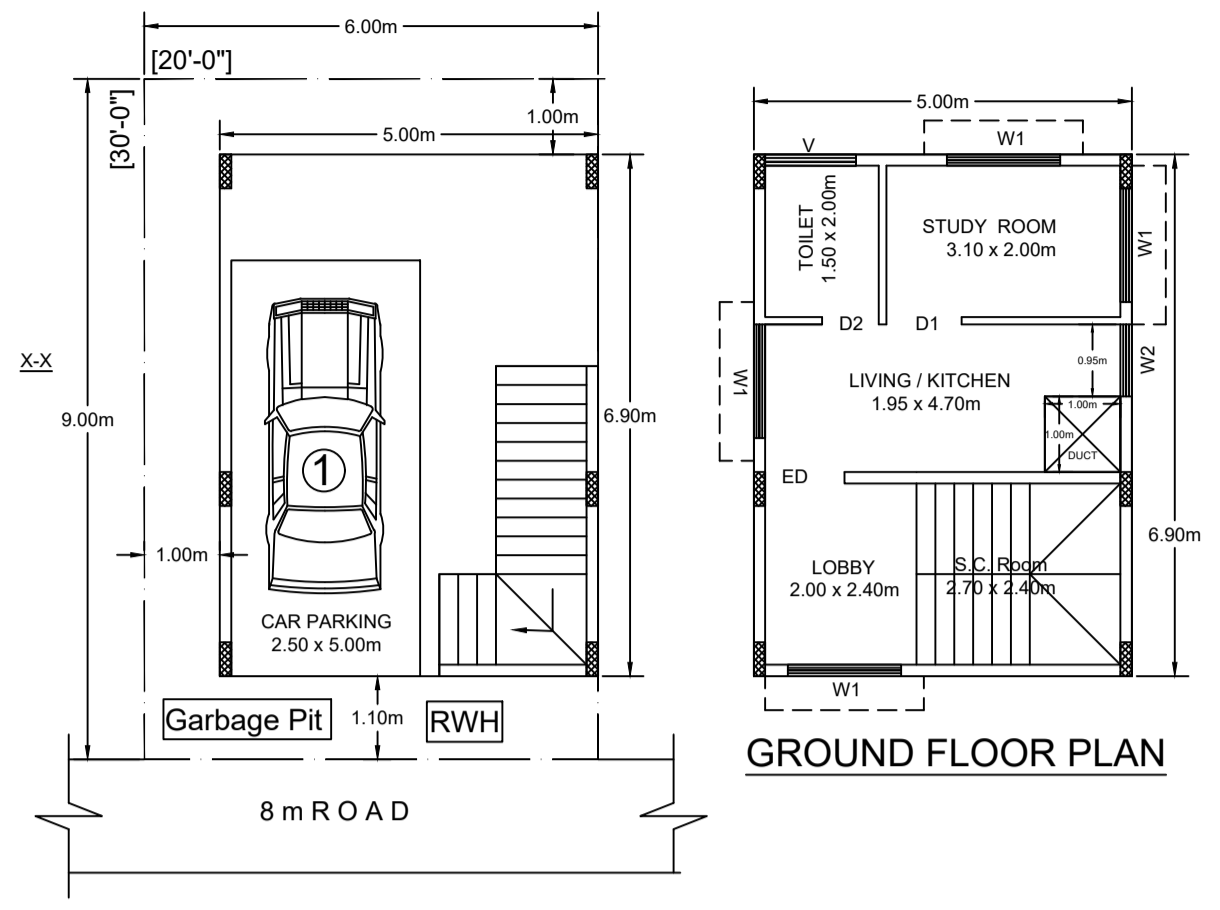 6.00m
[20'-0"]
[30'-0"]
1.00m
5.00m
X-X
9.00m
6.90m
1
1.00m
CAR PARKING
2.50 x 5.00m
Garbage Pit
1.10m
RWH
8 m R O A D
5.00m
V
W1
TOILET
1.50 x 2.00m
STUDY ROOM
3.10 x 2.00m
W1
D2
D1
W1
LIVING / KITCHEN
1.95 x 4.70m
0.95m
W2
1.00m
1.00m
DUCT
ED
6.90m
LOBBY
2.00 x 2.40m
S.C. Room
2.70 x 2.40m
W1
GROUND FLOOR PLAN